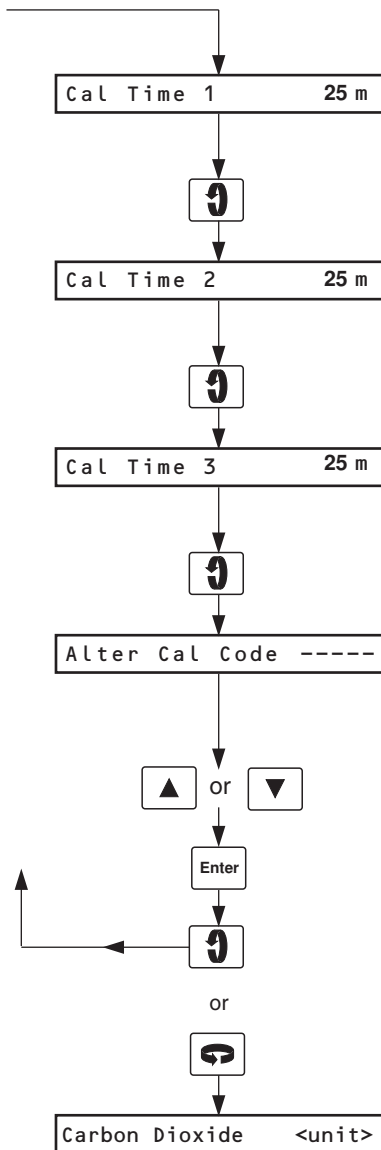 Cal Time 1 25 m
Cal Time 2 25 m
Cal Time 3 25 m
Alter Cal Code -----
▲ or ▼
Enter
or
Carbon Dioxide <unit>